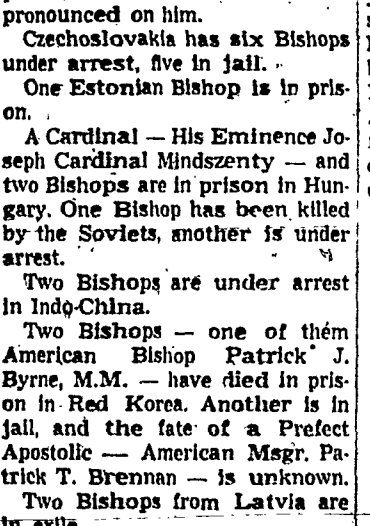 pronounced on him.
Czechoslovakia has six Bishops
under arrest, five in jail.
One Estonian Bishop is in pris-
on.
A Cardinal — His Eminence Jo-
seph Cardinal Mindszenty — and
two Bishops are in prison in Hun-
gary. One Bishop has been killed
by the Soviets, another is under
arrest.
Two Bishops are under arrest
in Indo-China.
Two Bishops — one of them
American Bishop Patrick J.
Byrne, M.M. — have died in pris-
on in Red Korea. Another is in
jail, and the fate of a Prefect
Apostolic — American Msgr. Pa-
trick T. Brennan — is unknown.
Two Bishops from Latvia are
in exile